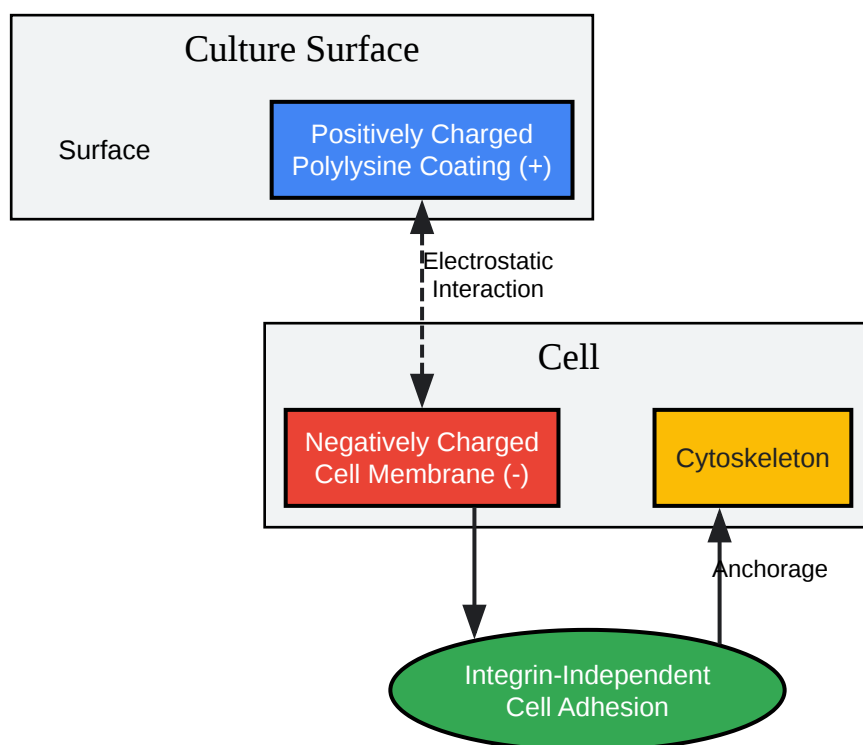 Culture Surface
Surface
Positively Charged
Polylysine Coating (+)
Electrostatic
Interaction
Cell
Negatively Charged
Cell Membrane (-)
Cytoskeleton
Anchorage
Integrin-Independent
Cell Adhesion